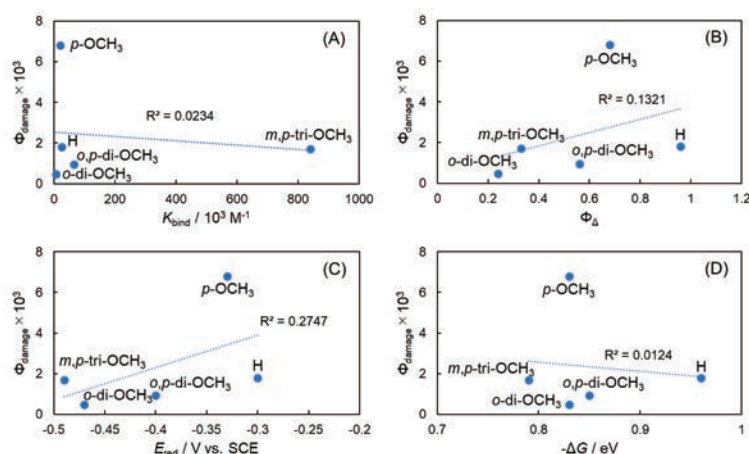 (A)
8
6
4
2
0
Φdamage × 10³
p-OCH₃
R² = 0.0234
m,p-tri-OCH₃
H
o,p-di-OCH₃
o-di-OCH₃
0 200 400 600 800 1000
Kbind / 10³ M⁻¹
(B)
8
6
4
2
0
Φdamage × 10³
p-OCH₃
R² = 0.1321
m,p-tri-OCH₃
H
o-di-OCH₃
o,p-di-OCH₃
0 0.2 0.4 0.6 0.8 1 1.2
ΦΔ
(C)
8
6
4
2
0
Φdamage × 10³
p-OCH₃
R² = 0.2747
m,p-tri-OCH₃
H
o,p-di-OCH₃
o-di-OCH₃
-0.5 -0.45 -0.4 -0.35 -0.3 -0.25 -0.2
Ered / V vs. SCE
(D)
8
6
4
2
0
Φdamage × 10³
p-OCH₃
R² = 0.0124
m,p-tri-OCH₃
H
o,p-di-OCH₃
o-di-OCH₃
0.7 0.8 0.9 1
-ΔG / eV